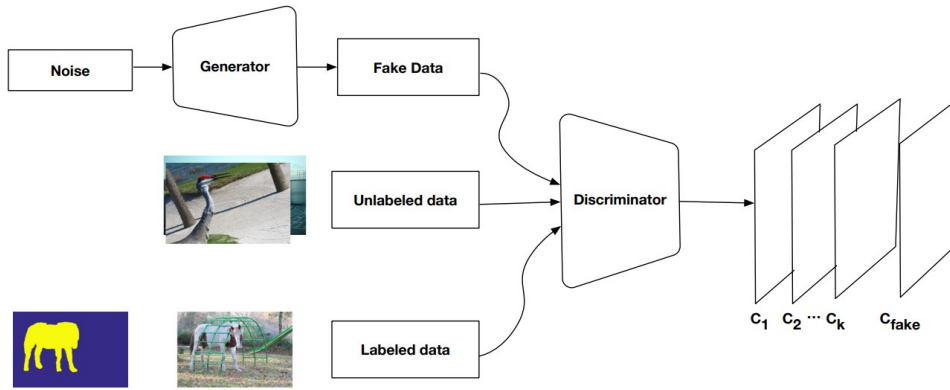 Noise
Generator
Fake Data
Unlabeled data
Discriminator
Labeled data
C1 C2 ... Ck Cfake